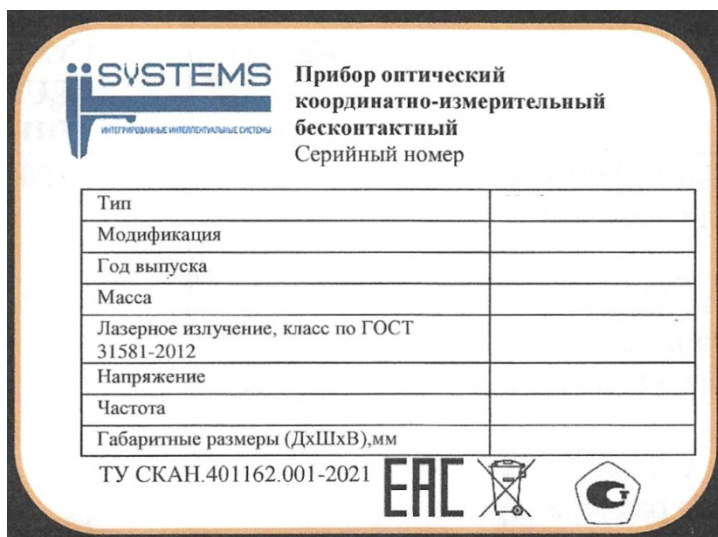 iiSYSTEMS
ИНТЕГРИРОВАННЫЕ ИНТЕЛЛЕКТУАЛЬНЫЕ СИСТЕМЫ
Прибор оптический
координатно-измерительный
бесконтактный
Серийный номер
Тип
Модификация
Год выпуска
Масса
Лазерное излучение, класс по ГОСТ
31581-2012
Напряжение
Частота
Габаритные размеры (ДхШхВ),мм
ТУ СКАН.401162.001-2021
EAC